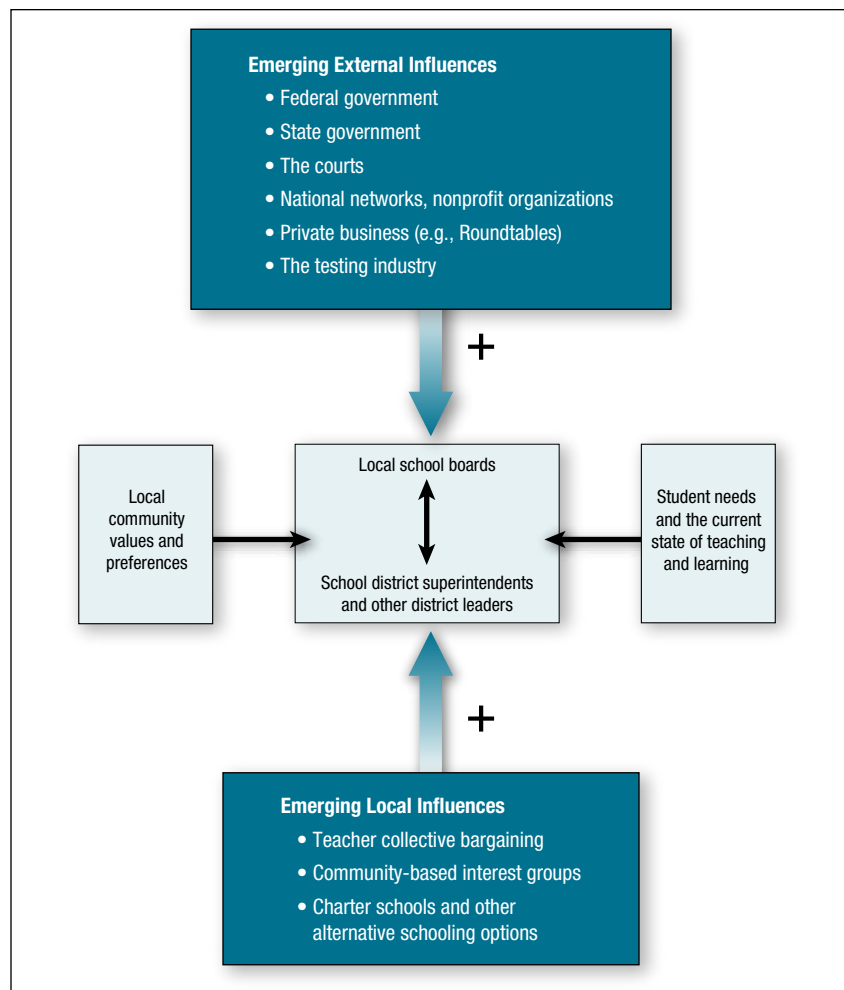 Emerging External Influences
• Federal government
• State government
• The courts
• National networks, nonprofit organizations
• Private business (e.g., Roundtables)
• The testing industry
+
Local
community
values and
preferences
Local school boards
School district superintendents
and other district leaders
Student needs
and the current
state of teaching
and learning
+
Emerging Local Influences
• Teacher collective bargaining
• Community-based interest groups
• Charter schools and other
alternative schooling options